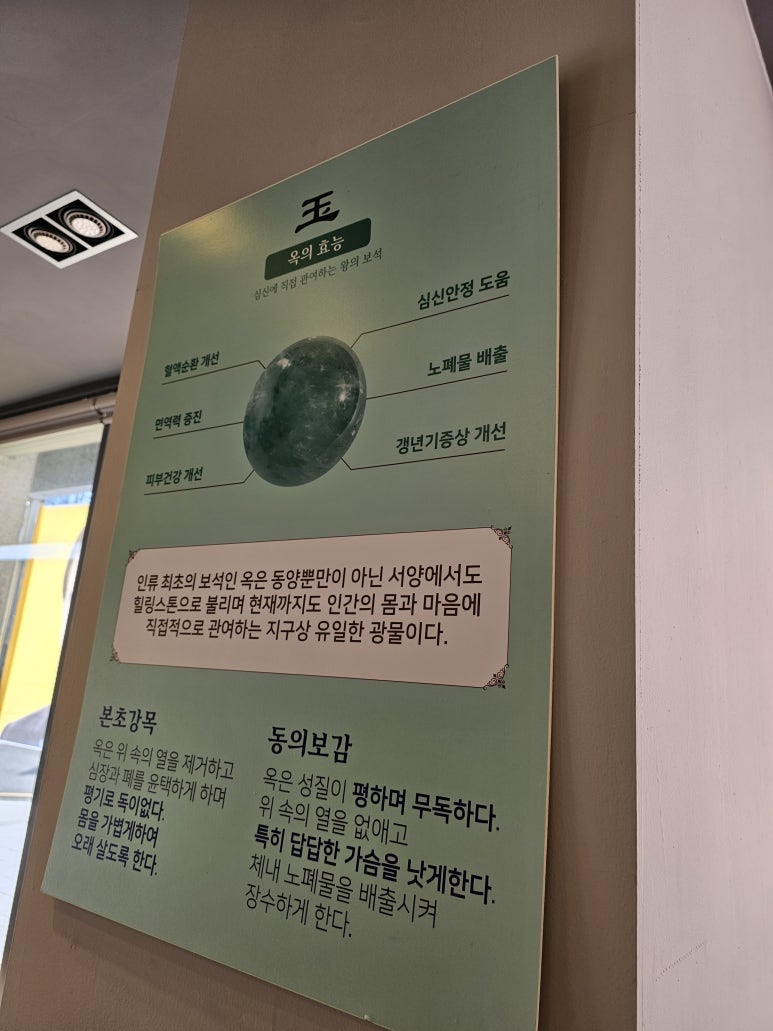 玉
옥의 효능
심신에 직접 관여하는 왕의 보석
심신안정 도움
혈액순환 개선
노폐물 배출
면역력 증진
갱년기증상 개선
피부건강 개선
인류 최초의 보석인 옥은 동양뿐만이 아닌 서양에서도
힐링스톤으로 불리며 현재까지도 인간의 몸과 마음에
직접적으로 관여하는 지구상 유일한 광물이다.
본초강목
옥은 위 속의 열을 제거하고
심장과 폐를 윤택하게 하며
평기로 독이없다.
몸을 가볍게하여
오래 살도록 한다.
동의보감
옥은 성질이 평하며 무독하다.
위 속의 열을 없애고
특히 답답한 가슴을 낫게한다.
체내 노폐물을 배출시켜
장수하게 한다.